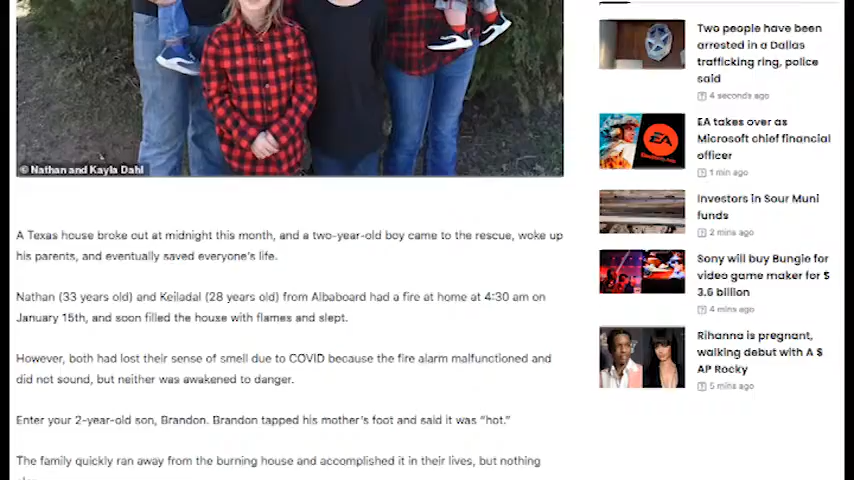 © Nathan and Kayla Dahl
A Texas house broke out at midnight this month, and a two-year-old boy came to the rescue, woke up
his parents, and eventually saved everyone's life.
Nathan (33 years old) and Keiladal (28 years old) from Albaboard had a fire at home at 4:30 am on
January 15th, and soon filled the house with flames and slept.
However, both had lost their sense of smell due to COVID because the fire alarm malfunctioned and
did not sound, but neither was awakened to danger.
Enter your 2-year-old son, Brandon. Brandon tapped his mother's foot and said it was "hot."
The family quickly ran away from the burning house and accomplished it in their lives, but nothing
Two people have been
arrested in a Dallas
trafficking ring, police
said
4 seconds ago
EA takes over as
Microsoft chief financial
officer
1 min ago
EA
Investors in Sour Muni
funds
2 mins ago
Sony will buy Bungie for
video game maker for $
3.6 billion
4 mins ago
Rihanna is pregnant,
walking debut with A $
AP Rocky
5 mins ago